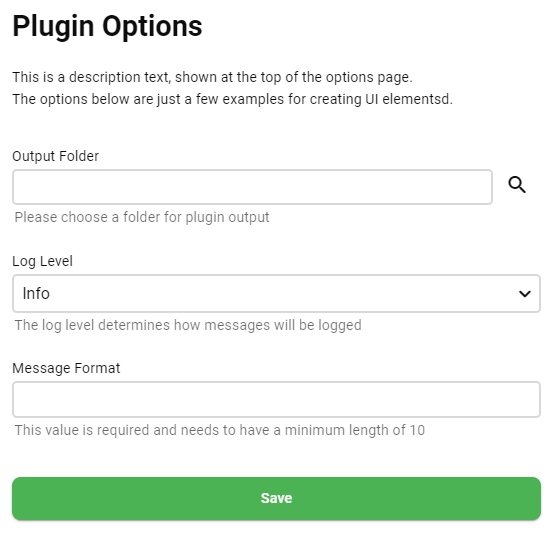 Plugin Options
This is a description text, shown at the top of the options page.
The options below are just a few examples for creating UI elementsd.
Output Folder
Please choose a folder for plugin output
Log Level
Info
The log level determines how messages will be logged
Message Format
This value is required and needs to have a minimum length of 10
Save